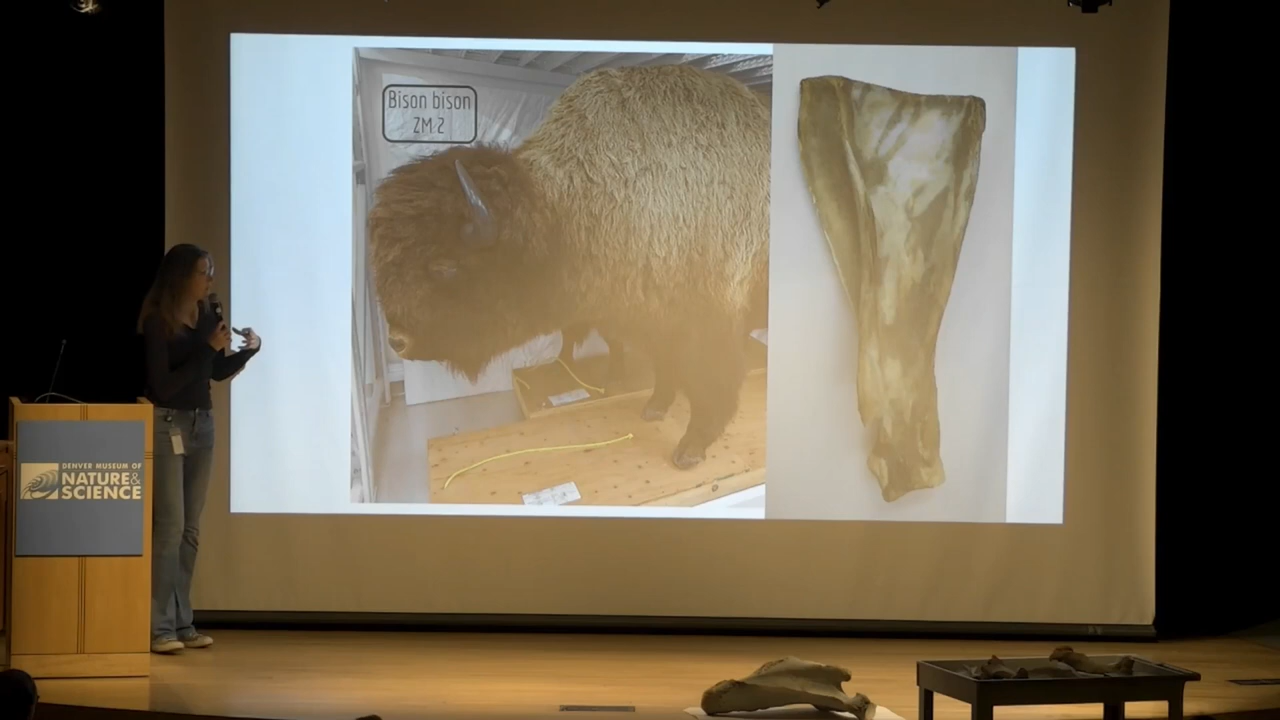 Bison bison
ZM.2
DENVER MUSEUM OF
NATURE &
SCIENCE